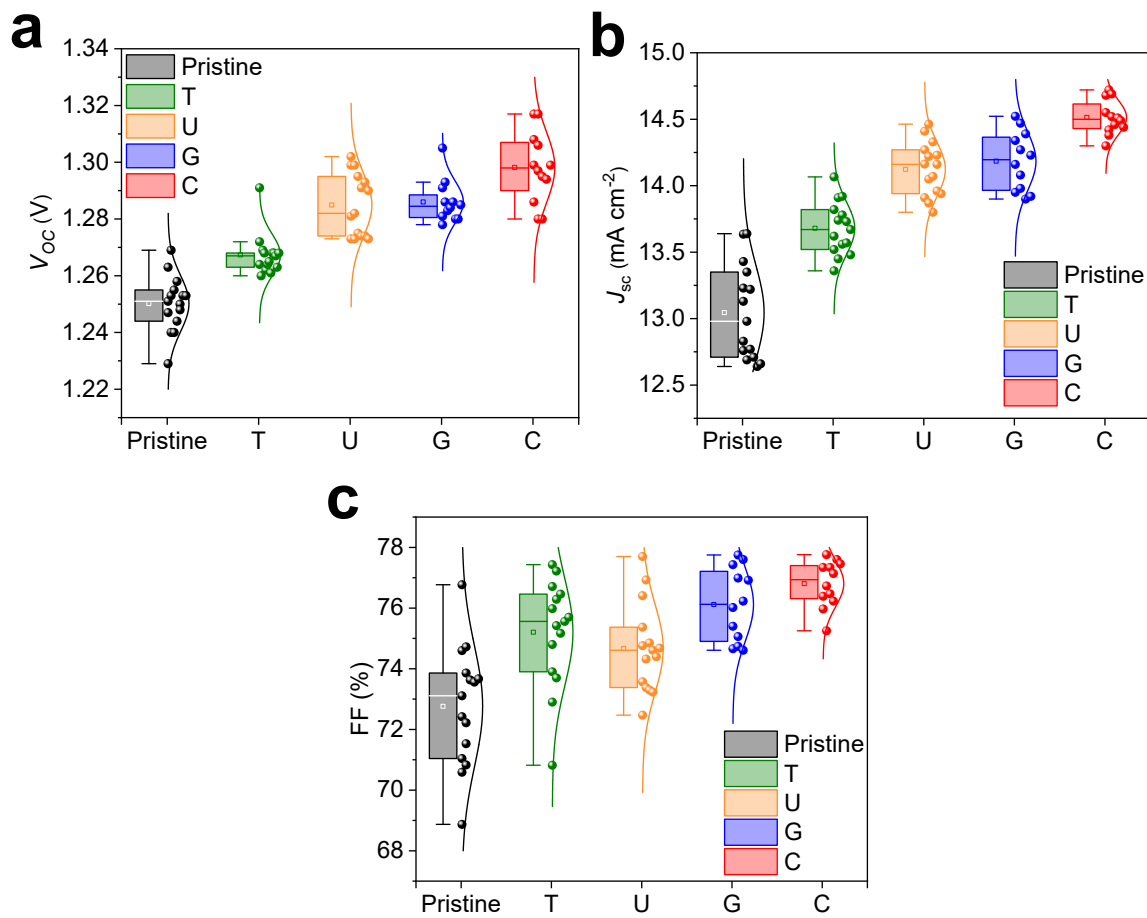 a
1.34
1.32
1.30
1.28
1.26
1.24
1.22
V_OC (V)
Pristine
T
U
G
C
Pristine T U G C
b
15.0
14.5
14.0
13.5
13.0
12.5
J_sc (mA cm⁻²)
Pristine
T
U
G
C
Pristine T U G C
c
78
76
74
72
70
68
FF (%)
Pristine
T
U
G
C
Pristine T U G C